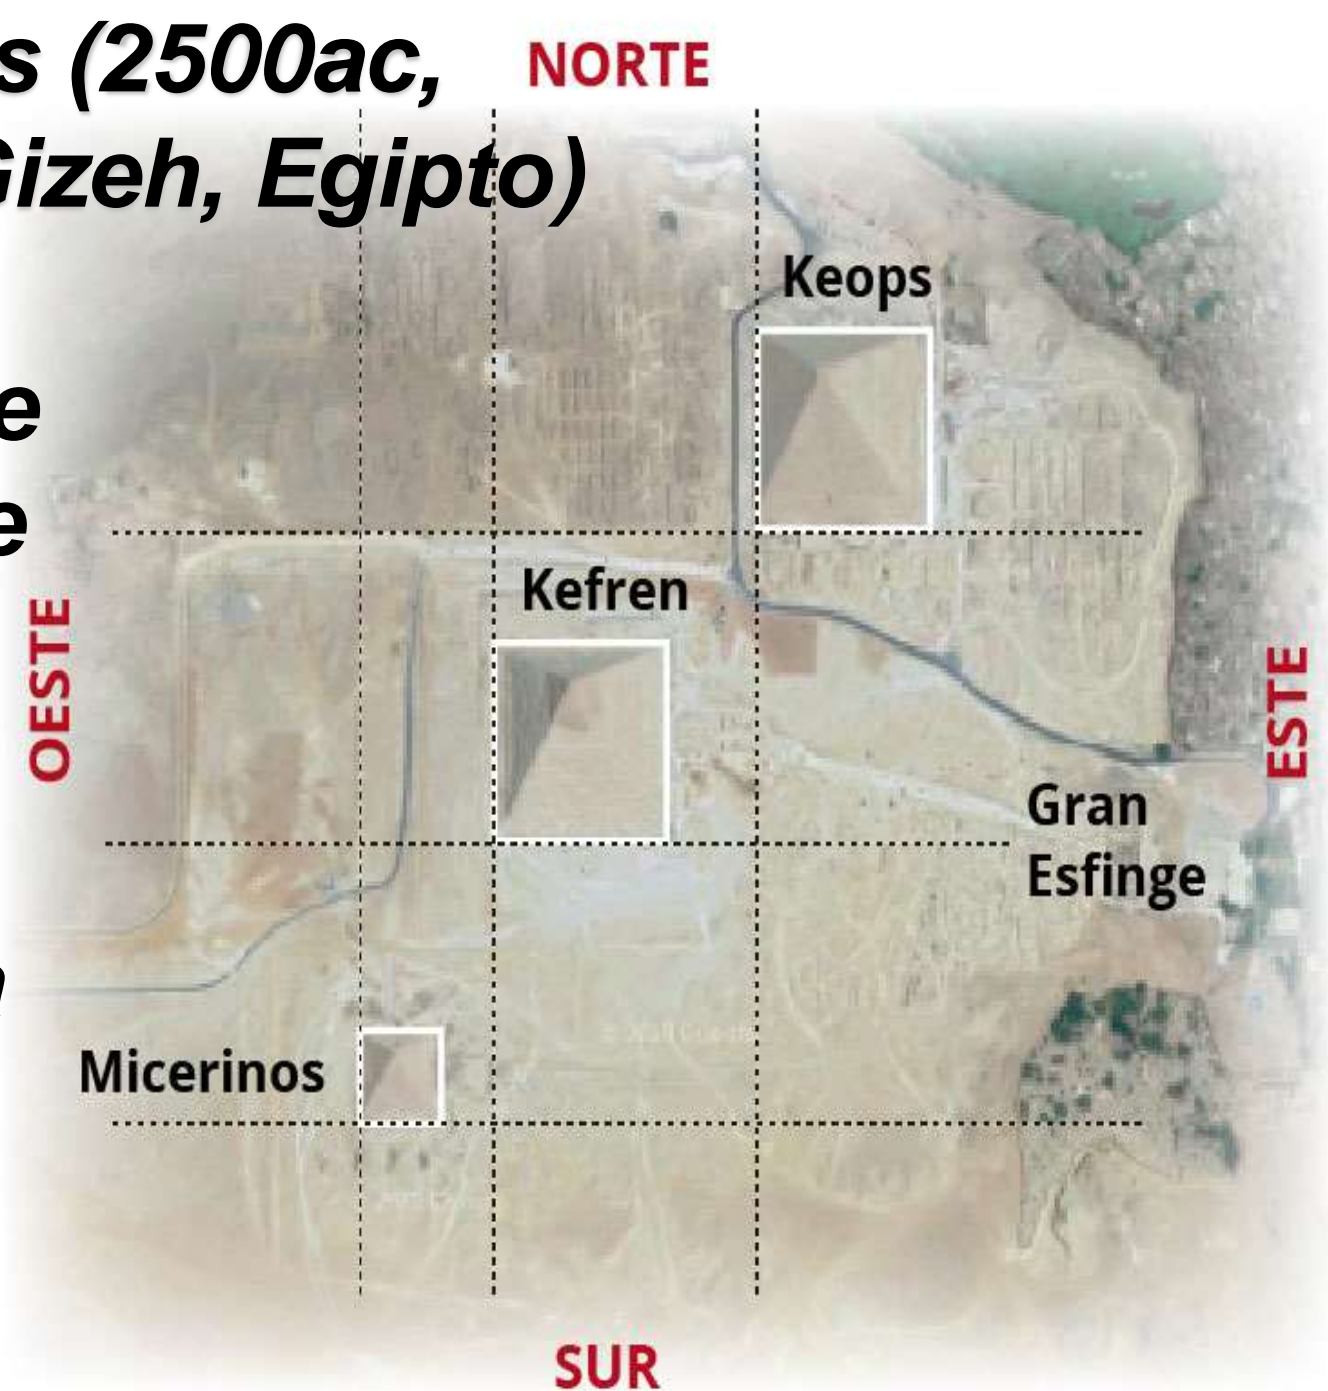 s (2500ac,
NORTE
Gizeh, Egipto)
Keops
e
e
Kefren
OESTE
ESTE
Gran
Esfinge
Micerinos
SUR